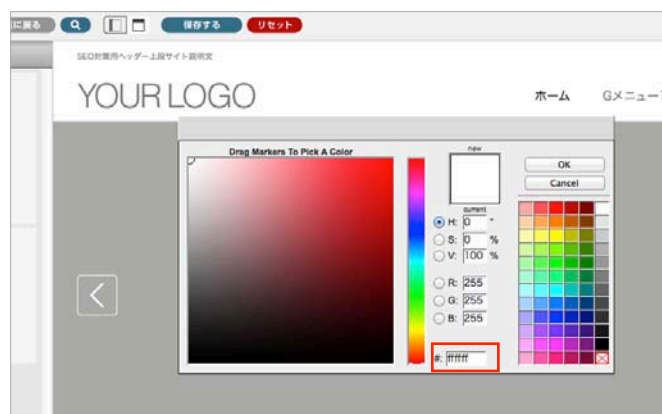 に戻る
保存する
リセット
SEO対策用ヘッダー上段サイト説明文
YOUR LOGO
ホーム
Gメニュー
Drag Markers To Pick A Color
new
current
OK
Cancel
H: 0 °
S: 0 %
V: 100 %
R: 255
G: 255
B: 255
#: ffffff